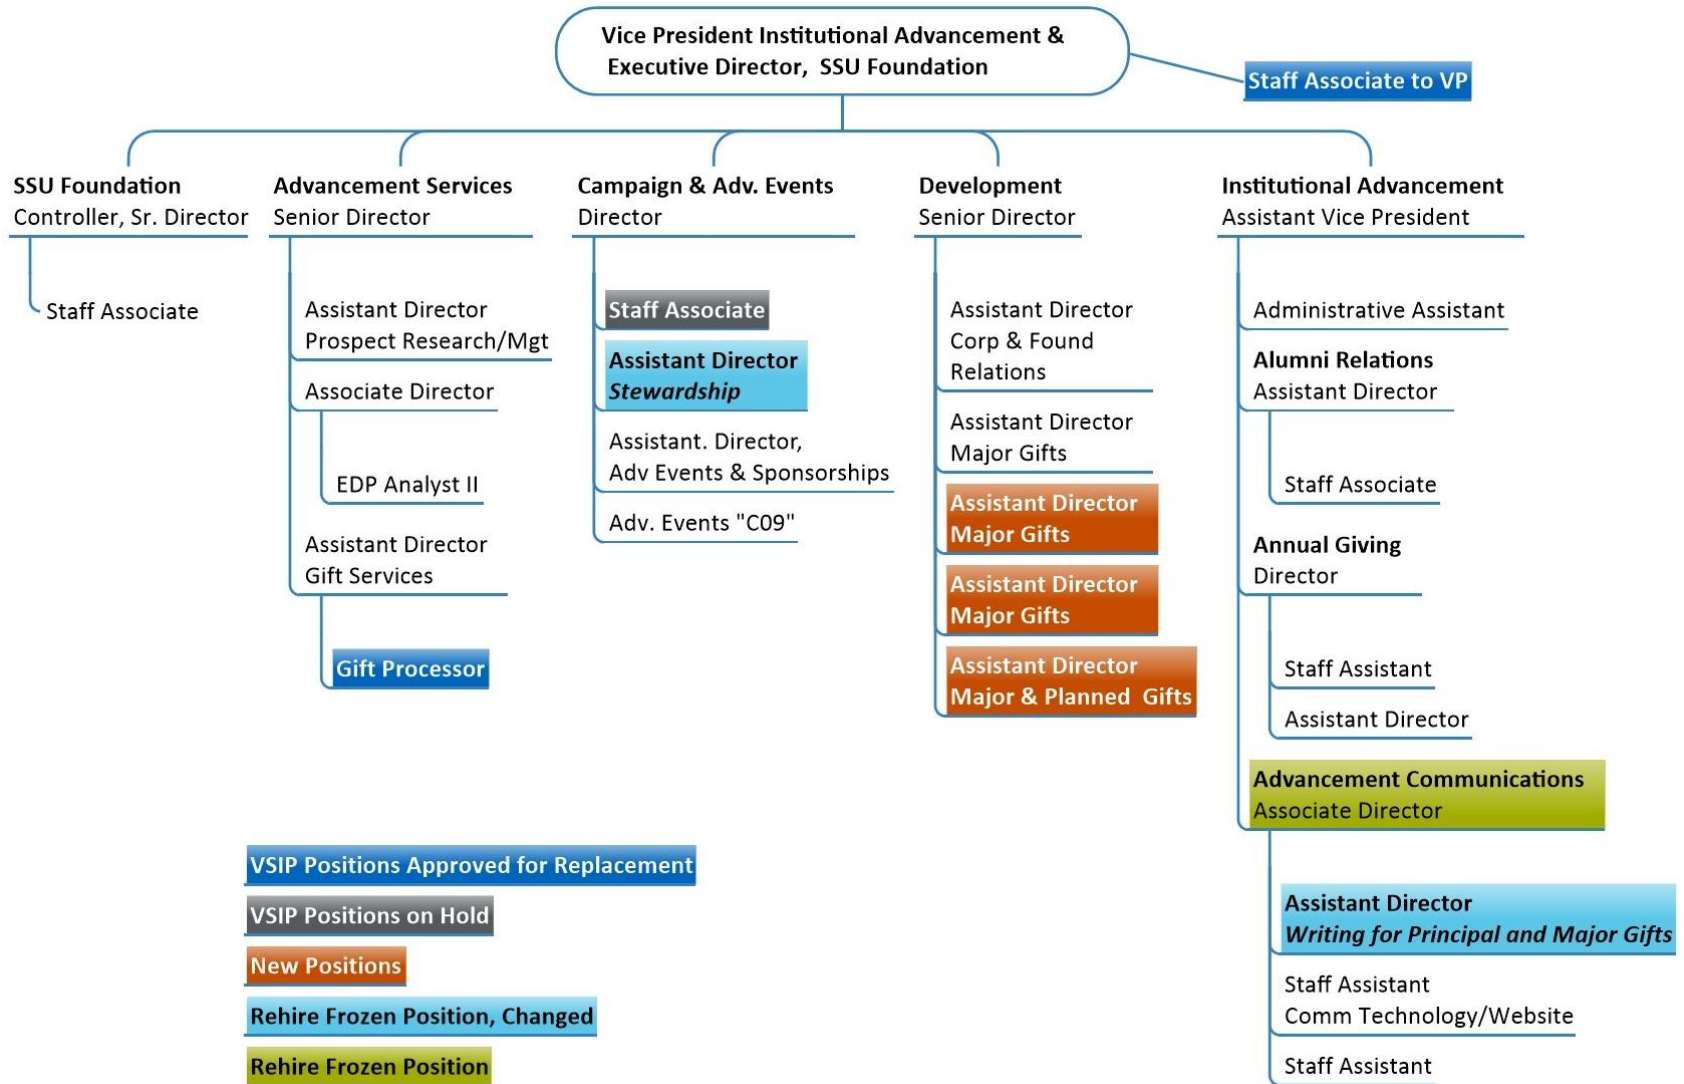 Vice President Institutional Advancement &
Executive Director, SSU Foundation
Staff Associate to VP
SSU Foundation
Controller, Sr. Director
Staff Associate
Advancement Services
Senior Director
Assistant Director
Prospect Research/Mgt
Associate Director
EDP Analyst II
Assistant Director
Gift Services
Gift Processor
Campaign & Adv. Events
Director
Staff Associate
Assistant Director
Stewardship
Assistant. Director,
Adv Events & Sponsorships
Adv. Events "C09"
Development
Senior Director
Assistant Director
Corp & Found
Relations
Assistant Director
Major Gifts
Assistant Director
Major Gifts
Assistant Director
Major Gifts
Assistant Director
Major & Planned Gifts
Institutional Advancement
Assistant Vice President
Administrative Assistant
Alumni Relations
Assistant Director
Staff Associate
Annual Giving
Director
Staff Assistant
Assistant Director
Advancement Communications
Associate Director
Assistant Director
Writing for Principal and Major Gifts
Staff Assistant
Comm Technology/Website
Staff Assistant
VSIP Positions Approved for Replacement
VSIP Positions on Hold
New Positions
Rehire Frozen Position, Changed
Rehire Frozen Position